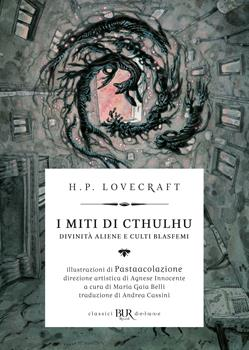 H.P. LOVECRAFT
I MITI DI CTHULHU
DIVINITÀ ALIENE E CULTI BLASFEMI
illustrazioni di Pastaacolazione
direzione artistica di Agnese Innocente
a cura di Maria Gaia Belli
traduzione di Andrea Cassini
classici BUR deluxe